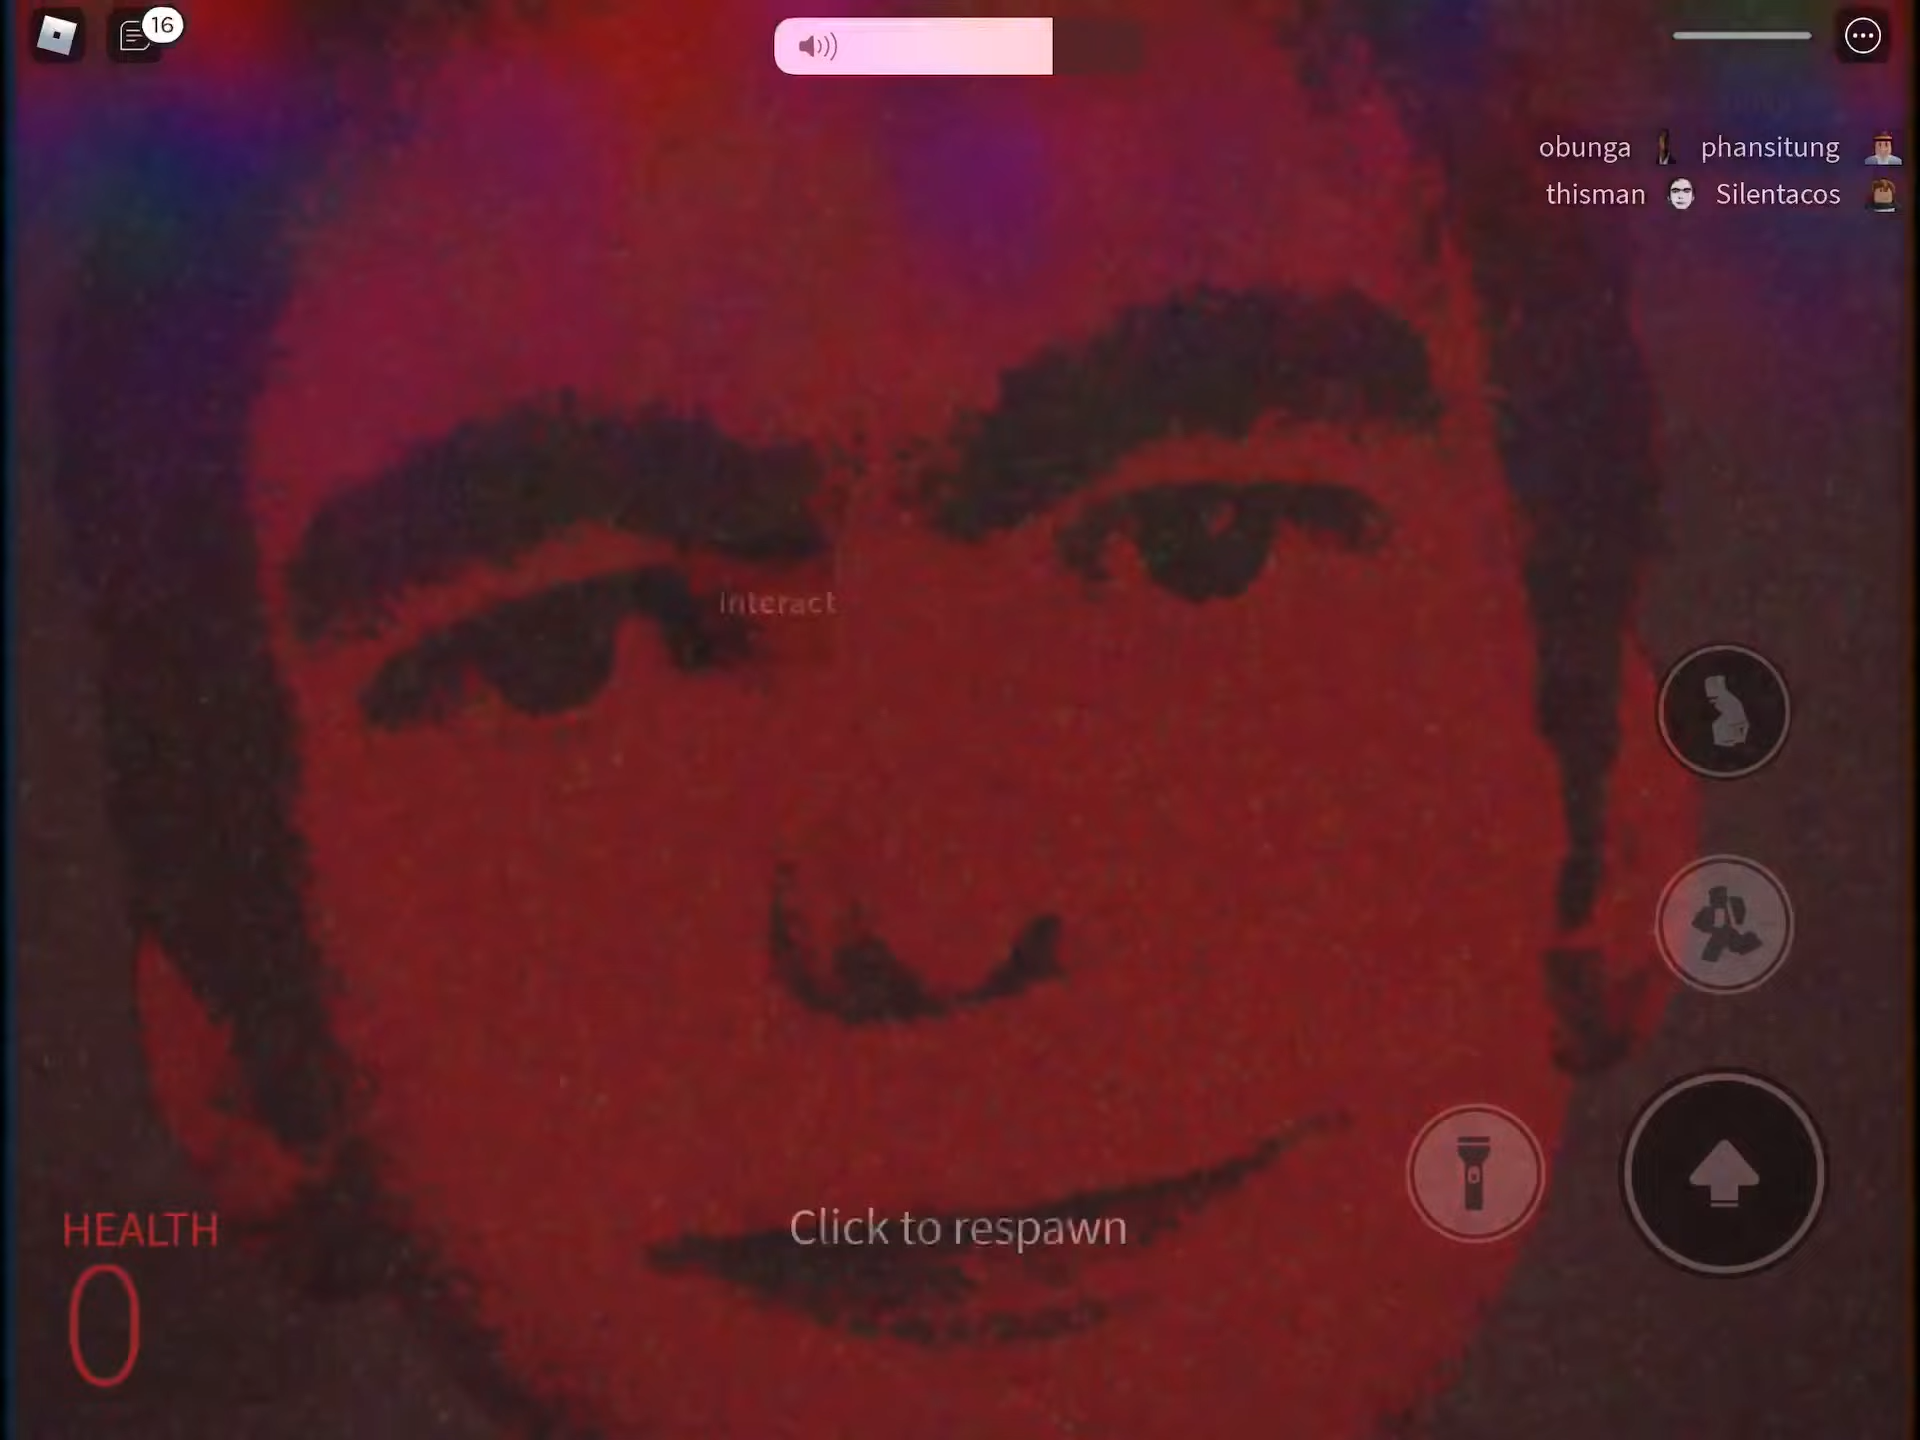 16
obunga phansitung
thisman Silentacos
interact
Click to respawn
HEALTH
0